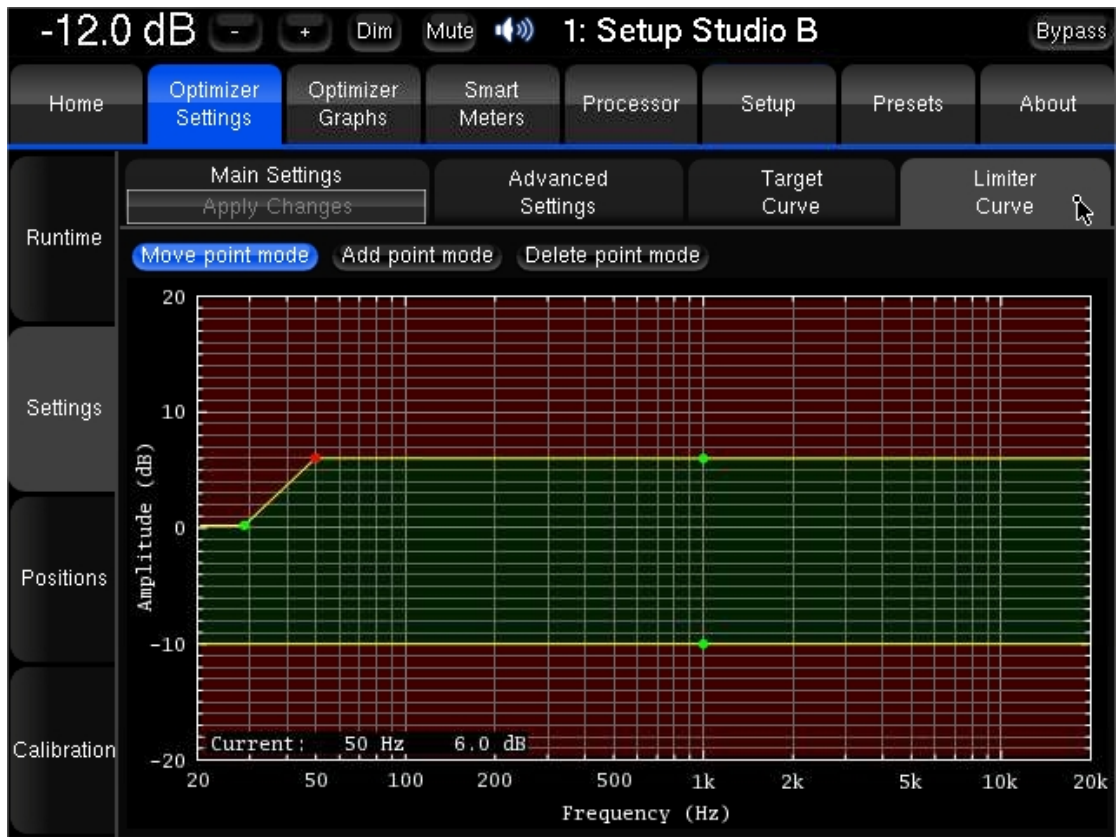 -12.0 dB - + Dim Mute 1: Setup Studio B Bypass
Home
Optimizer
Settings
Optimizer
Graphs
Smart
Meters
Processor
Setup
Presets
About
Runtime
Settings
Positions
Calibration
Main Settings
Apply Changes
Advanced
Settings
Target
Curve
Limiter
Curve
Move point mode Add point mode Delete point mode
20
10
0
-10
-20
Amplitude (dB)
Current: 50 Hz 6.0 dB
20 50 100 200 500 1k 2k 5k 10k 20k
Frequency (Hz)